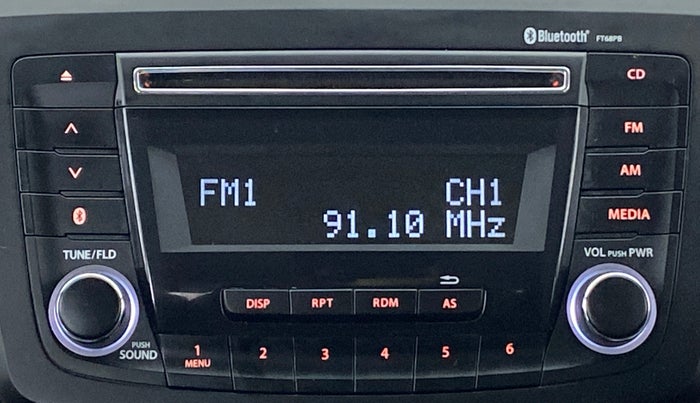 Bluetooth® FT68PB
CD
FM
AM
MEDIA
FM1 CH1
91.10 MHz
TUNE/FLD
VOL PUSH PWR
DISP RPT RDM AS
PUSH
SOUND
1 2 3 4 5 6
MENU